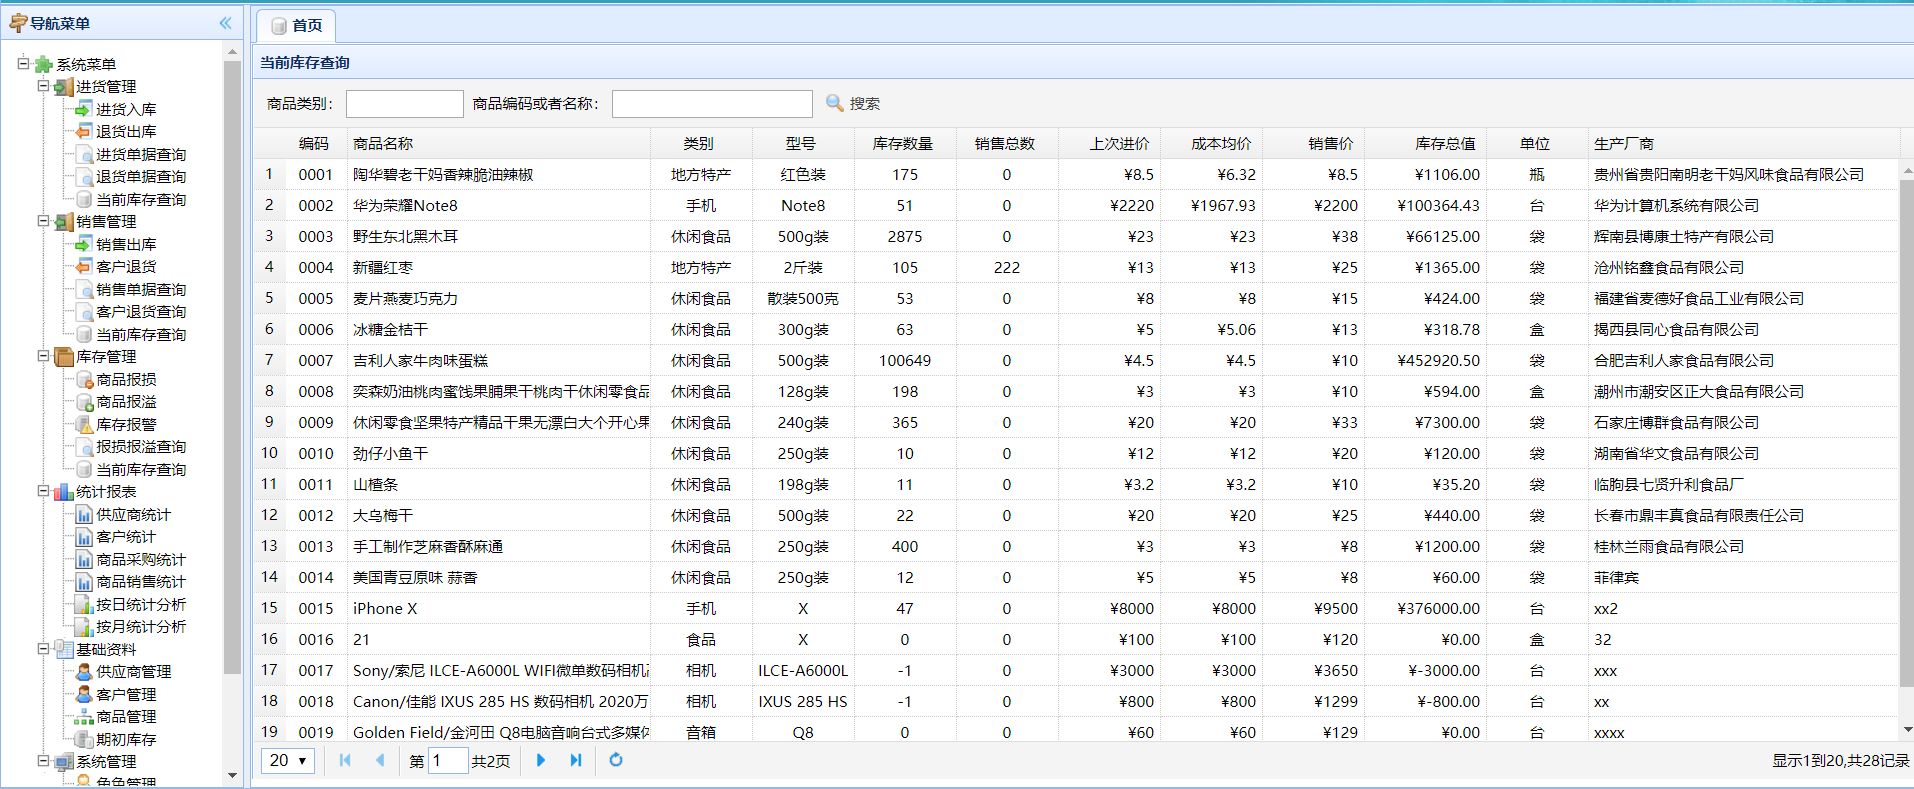 导航菜单
系统菜单
进货管理
进货入库
退货出库
进货单据查询
退货单据查询
当前库存查询
销售管理
销售出库
客户退货
销售单据查询
客户退货查询
当前库存查询
库存管理
商品报损
商品报溢
库存报警
报损报溢查询
当前库存查询
统计报表
供应商统计
客户统计
商品采购统计
商品销售统计
按日统计分析
按月统计分析
基础资料
供应商管理
客户管理
商品管理
期初库存
系统管理
角色管理
首页
当前库存查询
商品类别： 商品编码或者名称： 搜索
编码 商品名称 类别 型号 库存数量 销售总数 上次进价 成本均价 销售价 库存总值 单位 生产厂商
1 0001 陶华碧老干妈香辣脆油辣椒 地方特产 红色装 175 0 ¥8.5 ¥6.32 ¥8.5 ¥1106.00 瓶 贵州省贵阳南明老干妈风味食品有限公司
2 0002 华为荣耀Note8 手机 Note8 51 0 ¥2220 ¥1967.93 ¥2200 ¥100364.43 台 华为计算机系统有限公司
3 0003 野生东北黑木耳 休闲食品 500g装 2875 0 ¥23 ¥23 ¥38 ¥66125.00 袋 辉南县博康土特产有限公司
4 0004 新疆红枣 地方特产 2斤装 105 222 ¥13 ¥13 ¥25 ¥1365.00 袋 沧州铭鑫食品有限公司
5 0005 麦片燕麦巧克力 休闲食品 散装500克 53 0 ¥8 ¥8 ¥15 ¥424.00 袋 福建省麦德好食品工业有限公司
6 0006 冰糖金桔干 休闲食品 300g装 63 0 ¥5 ¥5.06 ¥13 ¥318.78 盒 揭西县同心食品有限公司
7 0007 吉利人家牛肉味蛋糕 休闲食品 500g装 100649 0 ¥4.5 ¥4.5 ¥10 ¥452920.50 袋 合肥吉利人家食品有限公司
8 0008 奕森奶油桃肉蜜饯果脯果干桃肉干休闲零食品 休闲食品 128g装 198 0 ¥3 ¥3 ¥10 ¥594.00 盒 潮州市潮安区正大食品有限公司
9 0009 休闲零食坚果特产精品干果无漂白大个开心果 休闲食品 240g装 365 0 ¥20 ¥20 ¥33 ¥7300.00 袋 石家庄博群食品有限公司
10 0010 劲仔小鱼干 休闲食品 250g装 10 0 ¥12 ¥12 ¥20 ¥120.00 袋 湖南省华文食品有限公司
11 0011 山楂条 休闲食品 198g装 11 0 ¥3.2 ¥3.2 ¥10 ¥35.20 袋 临朐县七贤升利食品厂
12 0012 大乌梅干 休闲食品 500g装 22 0 ¥20 ¥20 ¥25 ¥440.00 袋 长春市鼎丰真食品有限责任公司
13 0013 手工制作芝麻香酥麻通 休闲食品 250g装 400 0 ¥3 ¥3 ¥8 ¥1200.00 袋 桂林兰雨食品有限公司
14 0014 美国青豆原味 蒜香 休闲食品 250g装 12 0 ¥5 ¥5 ¥8 ¥60.00 袋 菲律宾
15 0015 iPhone X 手机 X 47 0 ¥8000 ¥8000 ¥9500 ¥376000.00 台 xx2
16 0016 21 食品 X 0 0 ¥100 ¥100 ¥120 ¥0.00 盒 32
17 0017 Sony/索尼 ILCE-A6000L WIFI微单数码相机 相机 ILCE-A6000L -1 0 ¥3000 ¥3000 ¥3650 ¥-3000.00 台 xxx
18 0018 Canon/佳能 IXUS 285 HS 数码相机 2020万 相机 IXUS 285 HS -1 0 ¥800 ¥800 ¥1299 ¥-800.00 台 xx
19 0019 Golden Field/金河田 Q8电脑音响台式多媒体 音箱 Q8 0 0 ¥60 ¥60 ¥129 ¥0.00 台 xxxx
20 第 1 共2页 显示1到20,共28记录